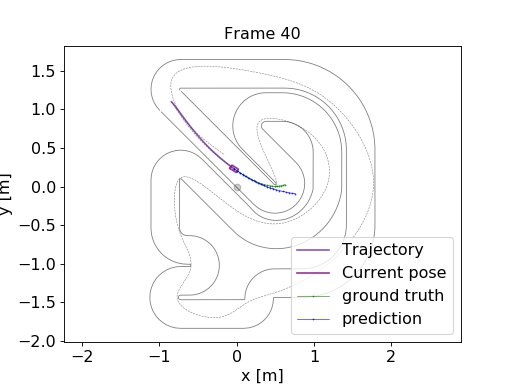 Frame 40
y [m]
1.5
1.0
0.5
0.0
−0.5
−1.0
−1.5
−2.0
Trajectory
Current pose
ground truth
prediction
−2 −1 0 1 2
x [m]